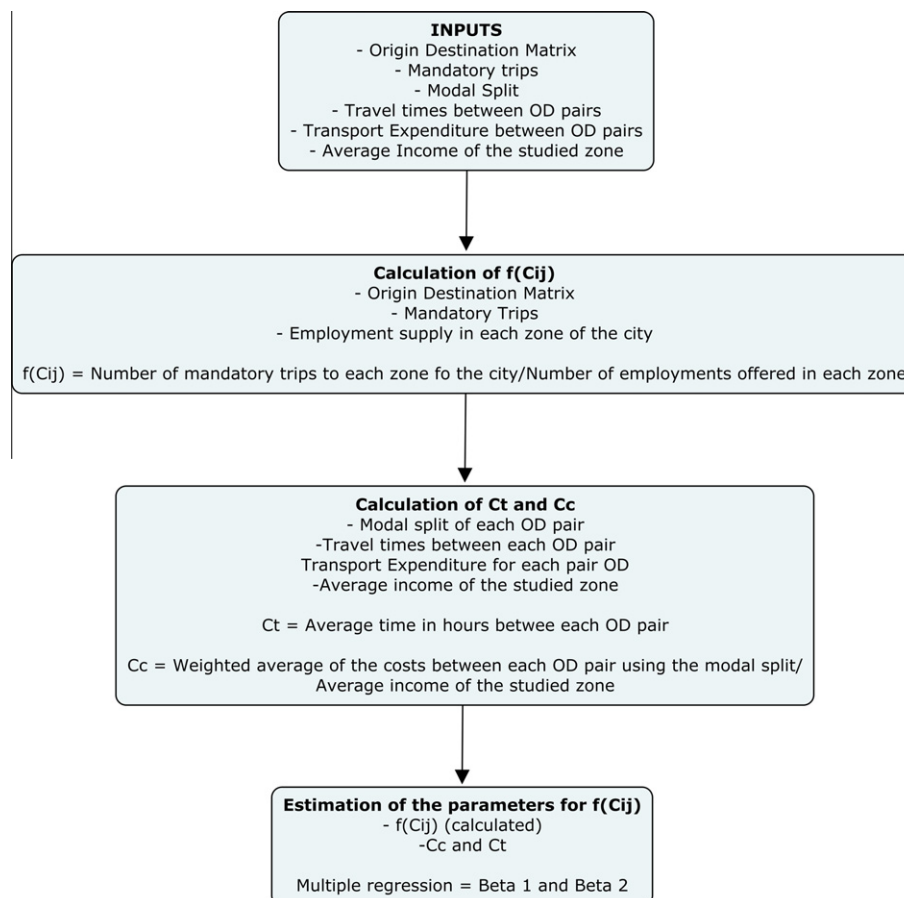 INPUTS
- Origin Destination Matrix
- Mandatory trips
- Modal Split
- Travel times between OD pairs
- Transport Expenditure between OD pairs
- Average Income of the studied zone
Calculation of f(Cij)
- Origin Destination Matrix
- Mandatory Trips
- Employment supply in each zone of the city
f(Cij) = Number of mandatory trips to each zone fo the city/Number of employments offered in each zone
Calculation of Ct and Cc
- Modal split of each OD pair
-Travel times between each OD pair
Transport Expenditure for each pair OD
-Average income of the studied zone
Ct = Average time in hours betwee each OD pair
Cc = Weighted average of the costs between each OD pair using the modal split/
Average income of the studied zone
Estimation of the parameters for f(Cij)
- f(Cij) (calculated)
-Cc and Ct
Multiple regression = Beta 1 and Beta 2